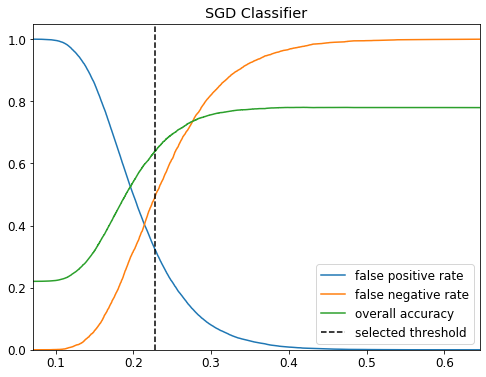 SGD Classifier
1.0
0.8
0.6
0.4
0.2
0.0
0.1 0.2 0.3 0.4 0.5 0.6
false positive rate
false negative rate
overall accuracy
selected threshold